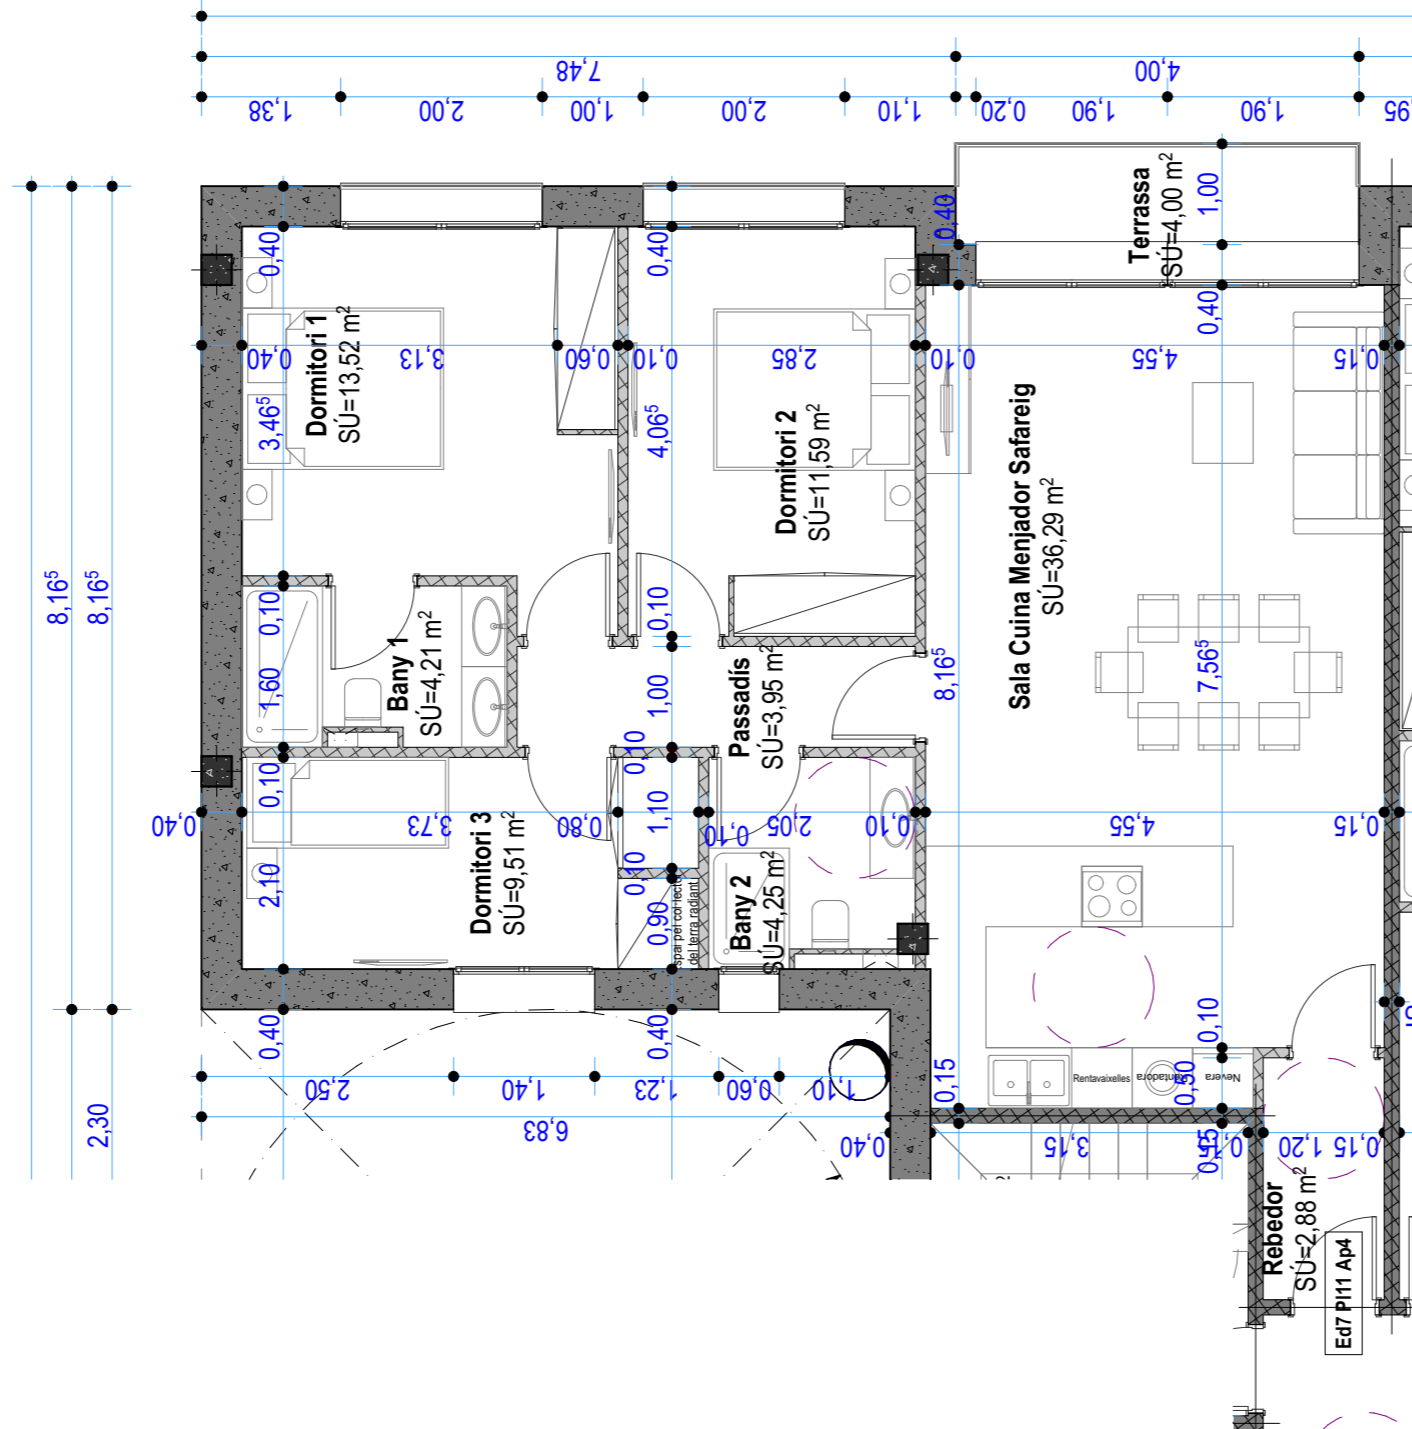 7,48
4,00
1,38
2,00
1,00
2,00
1,10
0,20
1,90
1,90
Terrassa
SÚ=4,00 m²
1,00
0,40
0,40
0,40
0,40
Dormitori 1
SÚ=13,52 m²
0,40
3,13
0,60
0,10
2,85
0,10
4,55
0,15
3,46⁵
4,06⁵
Dormitori 2
SÚ=11,59 m²
Sala Cuina Menjador Safareig
SÚ=36,29 m²
8,16⁵
8,16⁵
0,10
0,10
Bany 1
SÚ=4,21 m²
1,60
1,00
Passadís
SÚ=3,95 m²
8,16⁵
7,56⁵
0,10
0,10
0,40
3,73
0,80
1,10
0,10
2,05
0,10
4,55
0,15
Dormitori 3
SÚ=9,51 m²
2,10
0,10
0,90
del terra radiant
Bany 2
SÚ=4,25 m²
0,40
0,40
0,10
0,15
0,50
Rentavaixelles
Nevera
2,50
1,40
1,23
0,60
1,10
2,30
6,83
0,40
3,15
0,15
0,15
1,20
0,15
Rebedor
SÚ=2,88 m²
Ed7 Pl11 Ap4